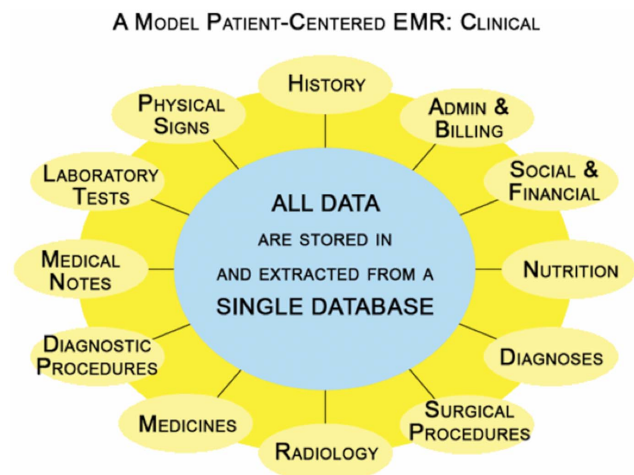 A MODEL PATIENT-CENTERED EMR: CLINICAL
HISTORY
ADMIN &
BILLING
SOCIAL &
FINANCIAL
NUTRITION
DIAGNOSES
SURGICAL
PROCEDURES
RADIOLOGY
MEDICINES
DIAGNOSTIC
PROCEDURES
MEDICAL
NOTES
LABORATORY
TESTS
PHYSICAL
SIGNS
ALL DATA
ARE STORED IN
AND EXTRACTED FROM A
SINGLE DATABASE